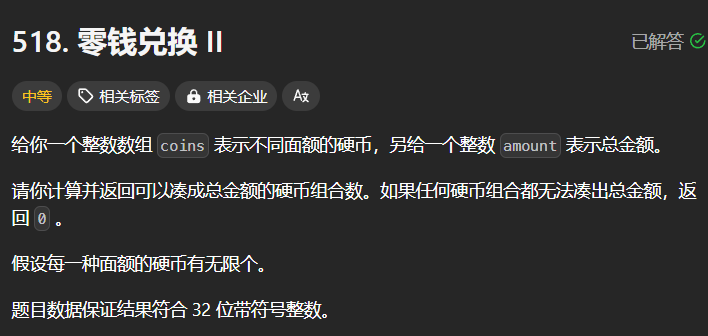 518. 零钱兑换 II
已解答
中等
相关标签
相关企业
给你一个整数数组 coins 表示不同面额的硬币，另给一个整数 amount 表示总金额。
请你计算并返回可以凑成总金额的硬币组合数。如果任何硬币组合都无法凑出总金额，返
回 0 。
假设每一种面额的硬币有无限个。
题目数据保证结果符合 32 位带符号整数。